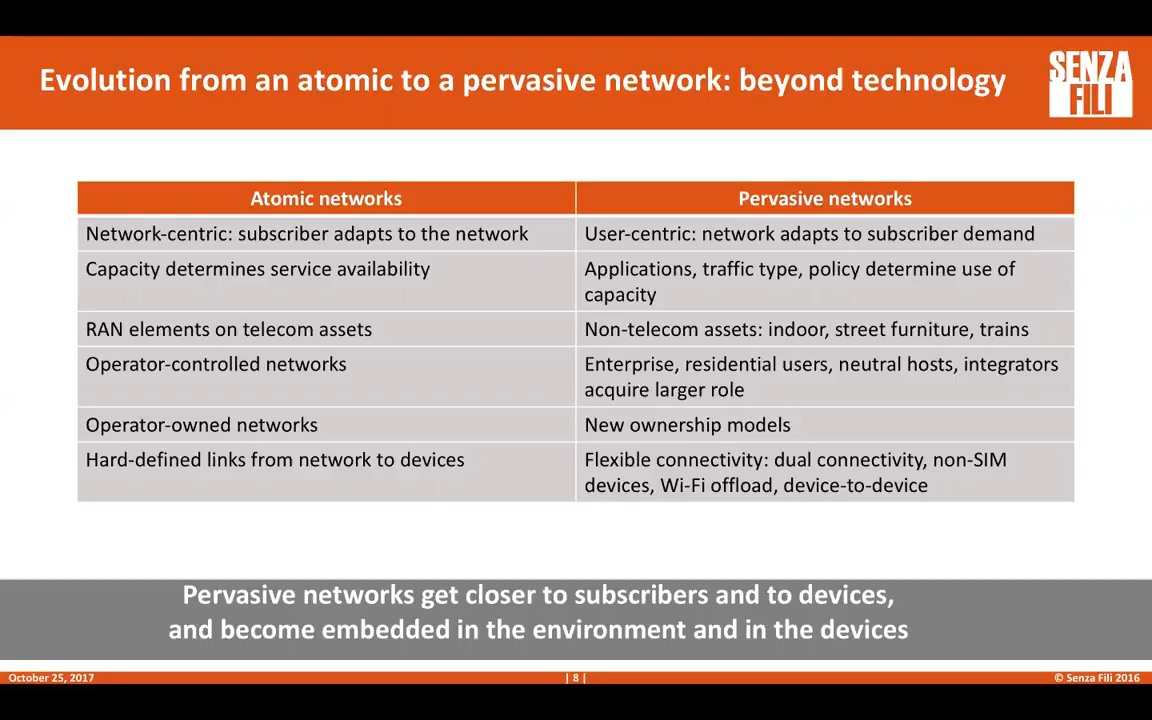 Evolution from an atomic to a pervasive network: beyond technology
SENZA
FILI
Atomic networks
Pervasive networks
Network-centric: subscriber adapts to the network
User-centric: network adapts to subscriber demand
Capacity determines service availability
Applications, traffic type, policy determine use of
capacity
RAN elements on telecom assets
Non-telecom assets: indoor, street furniture, trains
Operator-controlled networks
Enterprise, residential users, neutral hosts, integrators
acquire larger role
Operator-owned networks
New ownership models
Hard-defined links from network to devices
Flexible connectivity: dual connectivity, non-SIM
devices, Wi-Fi offload, device-to-device
Pervasive networks get closer to subscribers and to devices,
and become embedded in the environment and in the devices
October 25, 2017
| 8 |
© Senza Fili 2016